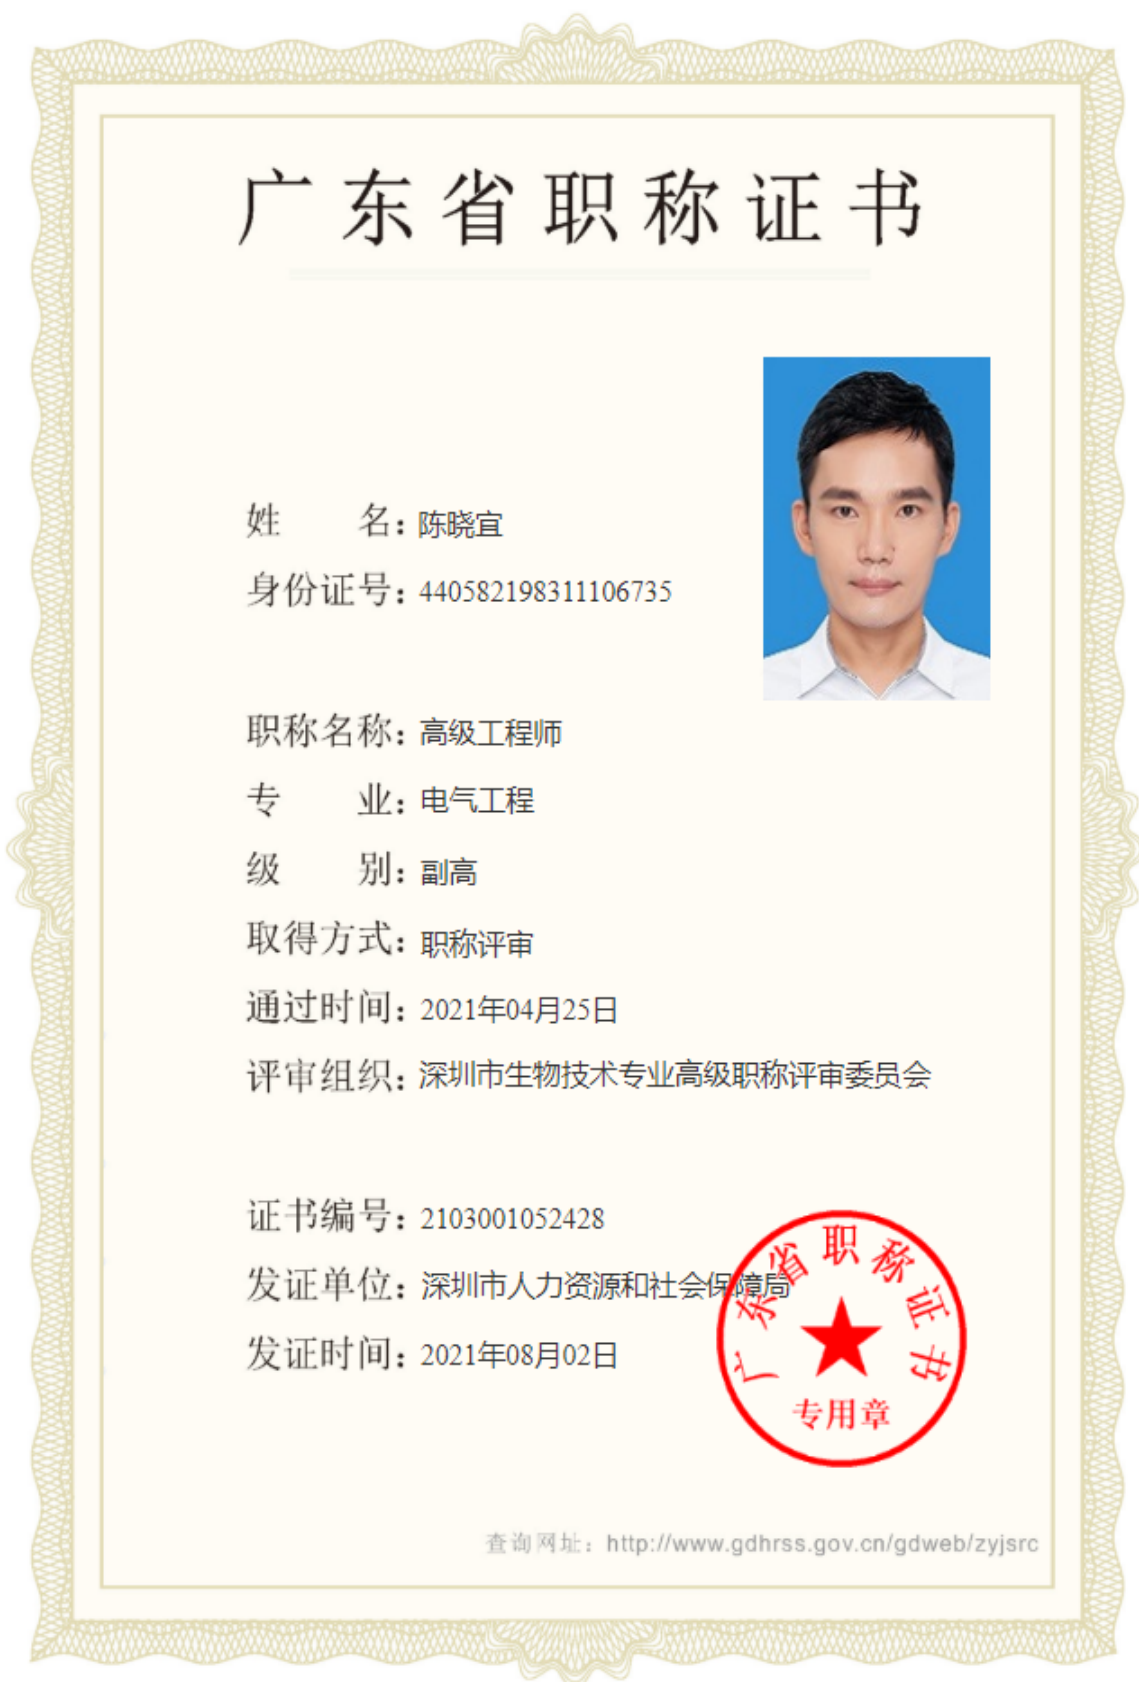 广东省职称证书
姓 名：陈晓宜
身份证号：440582198311106735
职称名称：高级工程师
专 业：电气工程
级 别：副高
取得方式：职称评审
通过时间：2021年04月25日
评审组织：深圳市生物技术专业高级职称评审委员会
证书编号：2103001052428
发证单位：深圳市人力资源和社会保障局
发证时间：2021年08月02日
广东省职称证书
专用章
查询网址：http://www.gdhrss.gov.cn/gdweb/zyjsrc